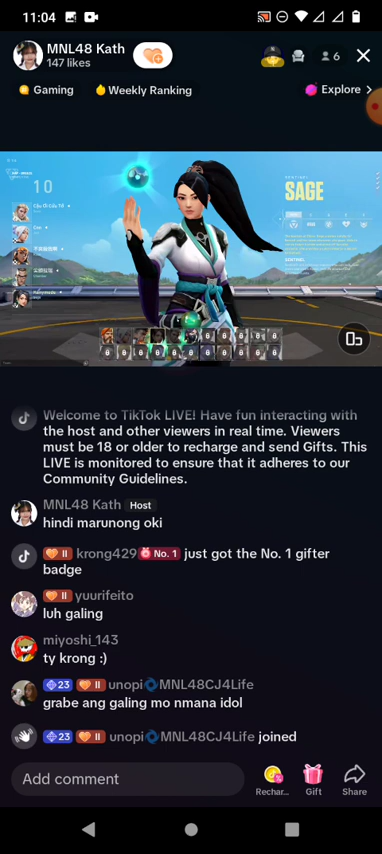 11:04
MNL48 Kath
147 likes
6
Gaming
Weekly Ranking
Explore
10
SAGE
Welcome to TikTok LIVE! Have fun interacting with
the host and other viewers in real time. Viewers
must be 18 or older to recharge and send Gifts. This
LIVE is monitored to ensure that it adheres to our
Community Guidelines.
MNL48 Kath Host
hindi marunong oki
II krong429 No. 1 just got the No. 1 gifter
badge
II yuurifeito
luh galing
miyoshi_143
ty krong :)
23 II unopi MNL48CJ4Life
grabe ang galing mo nmana idol
23 II unopi MNL48CJ4Life joined
Add comment
Rechar... Gift Share